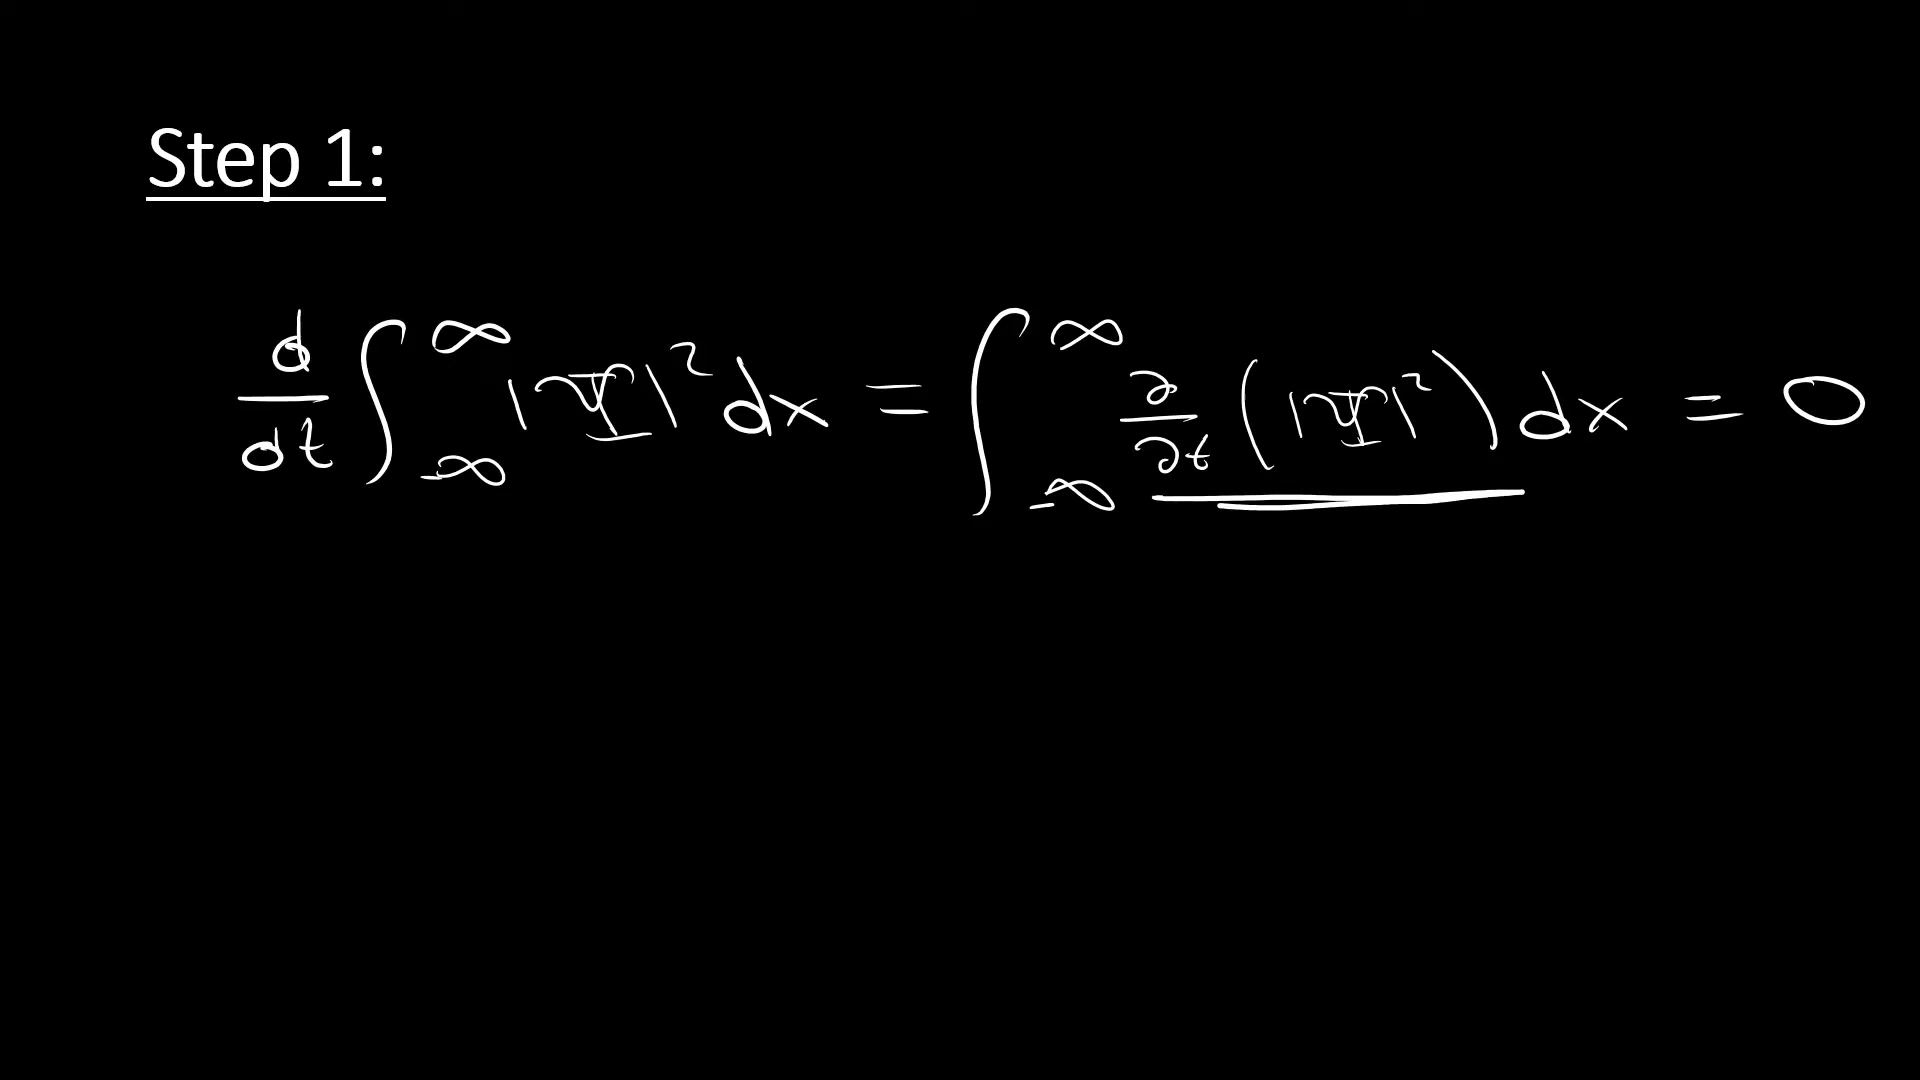 Step 1:
d/dt ∫_{-∞}^{∞} |Ψ|² dx = ∫_{-∞}^{∞} ∂/∂t (|Ψ|²) dx = 0